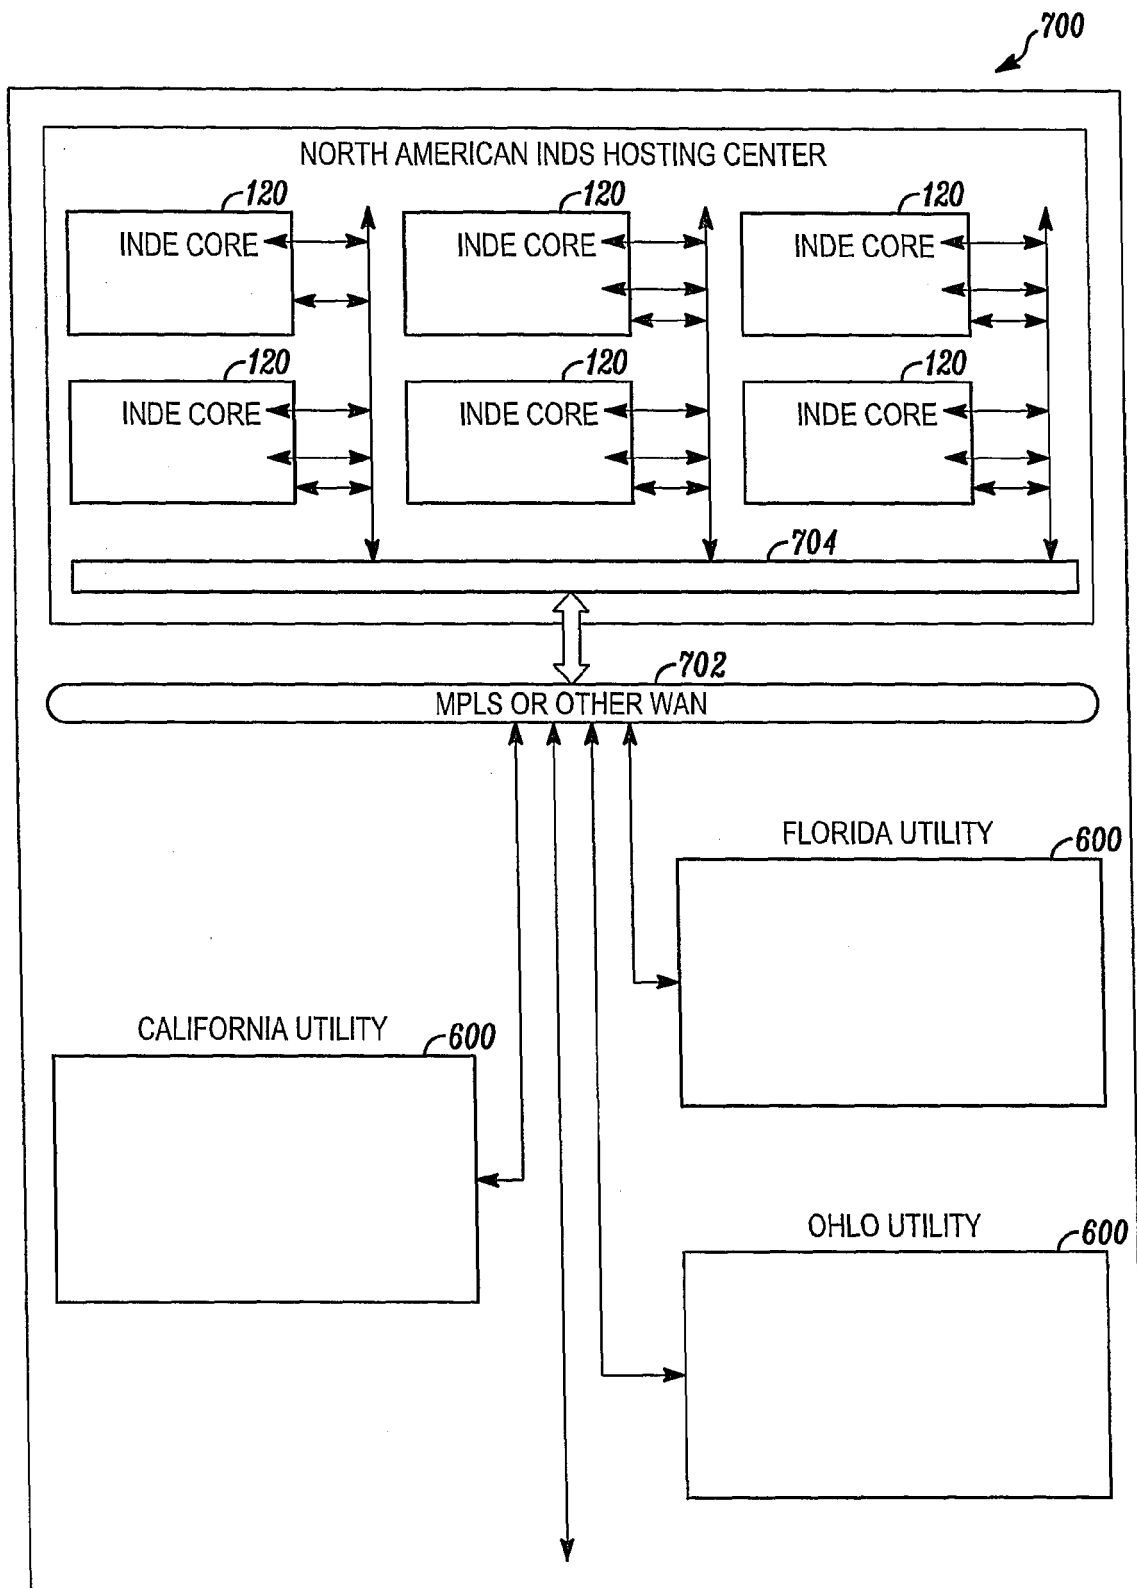 700
NORTH AMERICAN INDS HOSTING CENTER
120 120 120
INDE CORE INDE CORE INDE CORE
120 120 120
INDE CORE INDE CORE INDE CORE
704
702
MPLS OR OTHER WAN
FLORIDA UTILITY 600
CALIFORNIA UTILITY 600
OHLO UTILITY 600